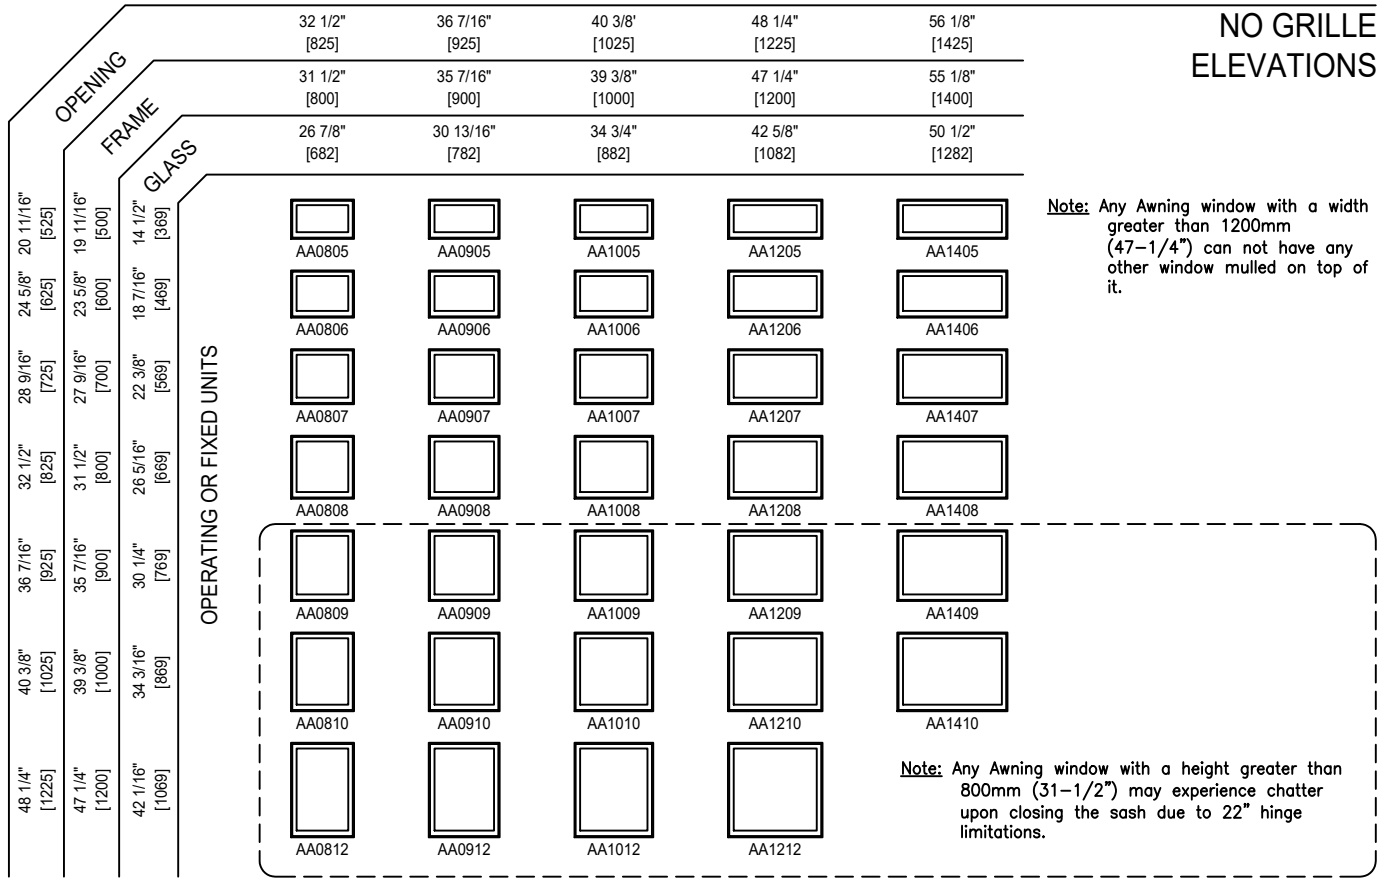 NO GRILLE
ELEVATIONS
OPENING
32 1/2" 36 7/16" 40 3/8' 48 1/4" 56 1/8"
[825] [925] [1025] [1225] [1425]
FRAME
31 1/2" 35 7/16" 39 3/8" 47 1/4" 55 1/8"
[800] [900] [1000] [1200] [1400]
GLASS
26 7/8" 30 13/16" 34 3/4" 42 5/8" 50 1/2"
[682] [782] [882] [1082] [1282]
20 11/16"
[525]
19 11/16"
[500]
14 1/2"
[369]
AA0805 AA0905 AA1005 AA1205 AA1405
24 5/8"
[625]
23 5/8"
[600]
18 7/16"
[469]
AA0806 AA0906 AA1006 AA1206 AA1406
28 9/16"
[725]
27 9/16"
[700]
22 3/8"
[569]
AA0807 AA0907 AA1007 AA1207 AA1407
32 1/2"
[825]
31 1/2"
[800]
26 5/16"
[669]
AA0808 AA0908 AA1008 AA1208 AA1408
36 7/16"
[925]
35 7/16"
[900]
30 1/4"
[769]
AA0809 AA0909 AA1009 AA1209 AA1409
40 3/8"
[1025]
39 3/8"
[1000]
34 3/16"
[869]
AA0810 AA0910 AA1010 AA1210 AA1410
48 1/4"
[1225]
47 1/4"
[1200]
42 1/16"
[1069]
AA0812 AA0912 AA1012 AA1212
OPERATING OR FIXED UNITS
Note: Any Awning window with a width
greater than 1200mm
(47-1/4") can not have any
other window mulled on top of
it.
Note: Any Awning window with a height greater than
800mm (31-1/2") may experience chatter
upon closing the sash due to 22" hinge
limitations.